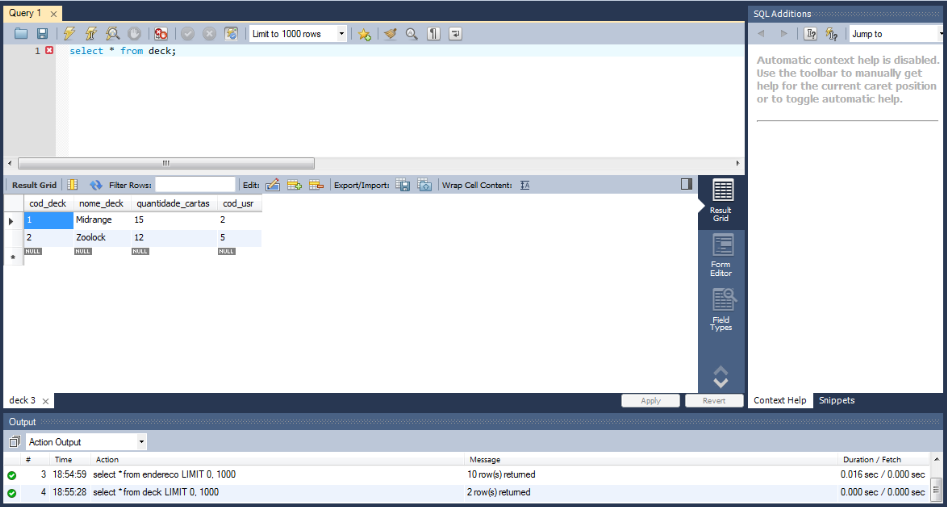 Query 1
SQL Additions
Limit to 1000 rows
Jump to
1 select * from deck;
Automatic context help is disabled.
Use the toolbar to manually get
help for the current caret position
or to toggle automatic help.
Result Grid Filter Rows: Edit: Export/Import: Wrap Cell Content:
cod_deck nome_deck quantidade_cartas cod_usr
1 Midrange 15 2
2 Zoolock 12 5
NULL NULL NULL NULL
Result
Grid
Form
Editor
Field
Types
deck 3
Apply Revert
Context Help Snippets
Output
Action Output
# Time Action Message Duration / Fetch
3 18:54:59 select * from endereco LIMIT 0, 1000 10 row(s) returned 0.016 sec / 0.000 sec
4 18:55:28 select * from deck LIMIT 0, 1000 2 row(s) returned 0.000 sec / 0.000 sec